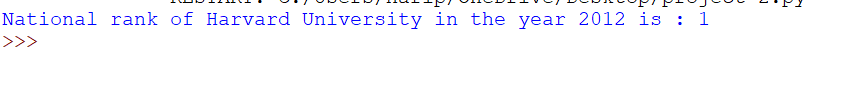 National rank of Harvard University in the year 2012 is : 1
>>>